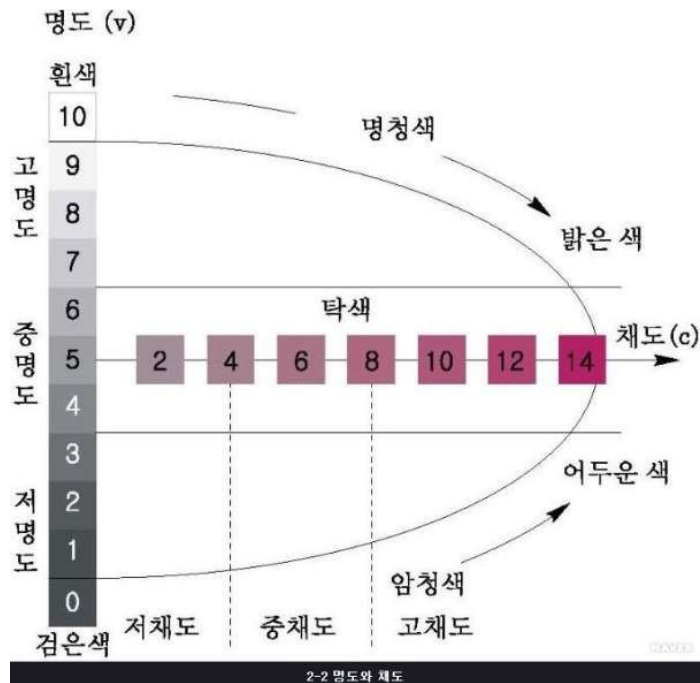 명도 (v)
흰색
10
9
8
7
6
5
4
3
2
1
0
검은색
고명도
중명도
저명도
명청색
밝은 색
탁색
2 4 6 8 10 12 14
채도 (c)
어두운 색
암청색
저채도 중채도 고채도
NAVER
2-2 명도와 채도